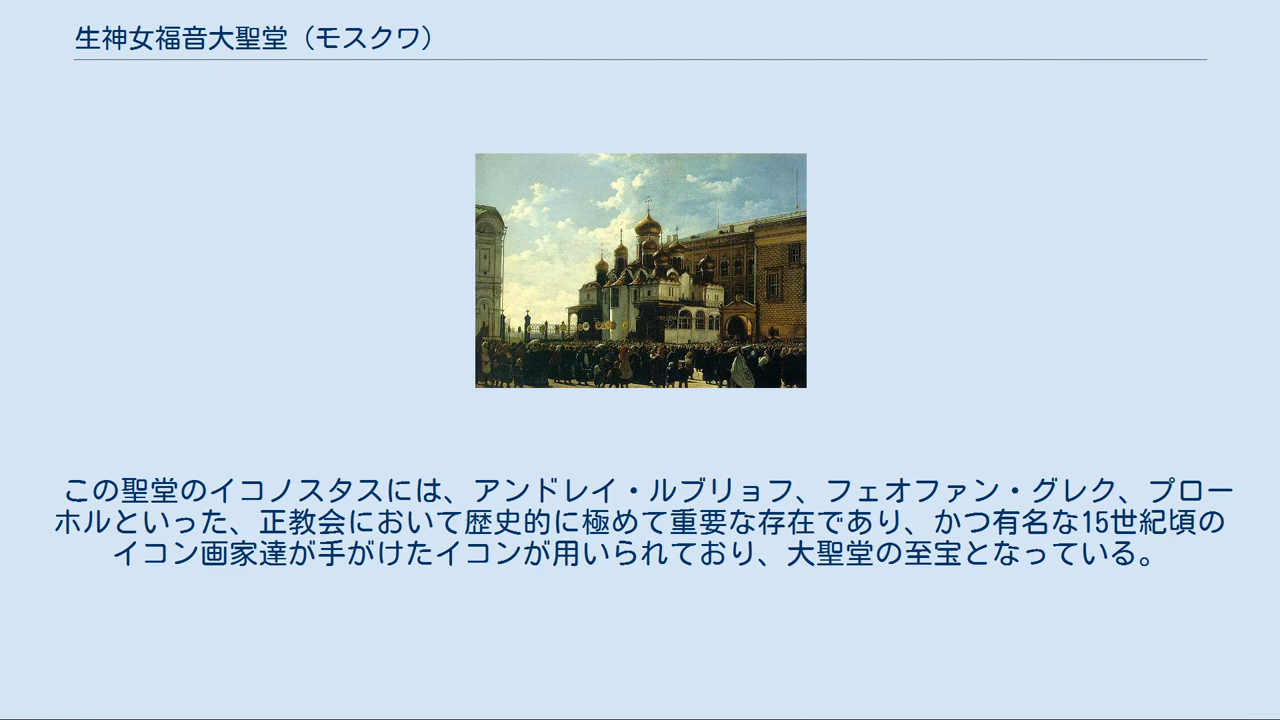 生神女福音大聖堂（モスクワ）
この聖堂のイコノスタスには、アンドレイ・ルブリョフ、フェオファン・グレク、プロー
ホルといった、正教会において歴史的に極めて重要な存在であり、かつ有名な15世紀頃の
イコン画家達が手がけたイコンが用いられており、大聖堂の至宝となっている。